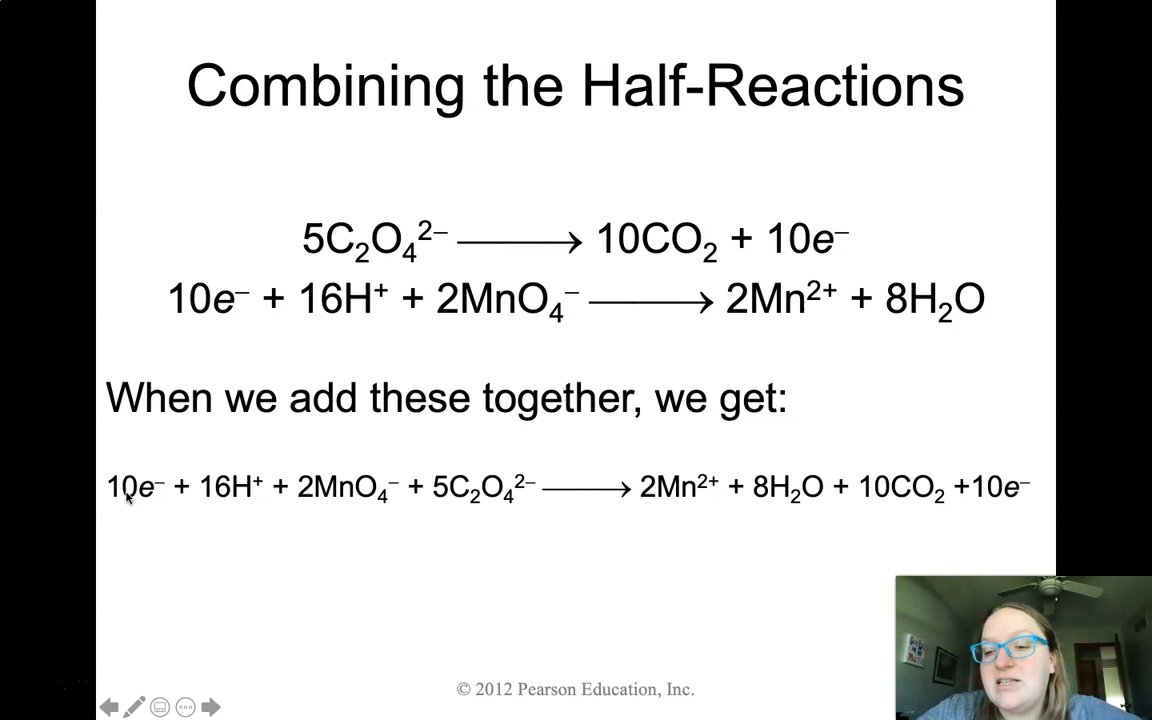 Combining the Half-Reactions
5C₂O₄²⁻ ⟶ 10CO₂ + 10e⁻
10e⁻ + 16H⁺ + 2MnO₄⁻ ⟶ 2Mn²⁺ + 8H₂O
When we add these together, we get:
10e⁻ + 16H⁺ + 2MnO₄⁻ + 5C₂O₄²⁻ ⟶ 2Mn²⁺ + 8H₂O + 10CO₂ +10e⁻
© 2012 Pearson Education, Inc.